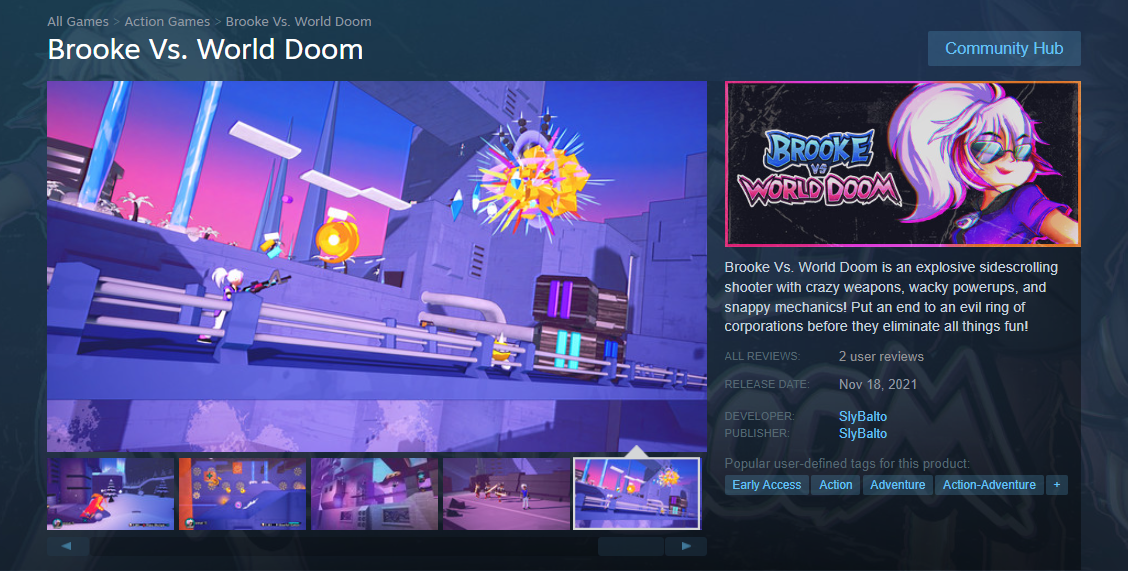 All Games > Action Games > Brooke Vs. World Doom
Brooke Vs. World Doom
Community Hub
BROOKE
VS
WORLD DOOM
Brooke Vs. World Doom is an explosive sidescrolling
shooter with crazy weapons, wacky powerups, and
snappy mechanics! Put an end to an evil ring of
corporations before they eliminate all things fun!
ALL REVIEWS: 2 user reviews
RELEASE DATE: Nov 18, 2021
DEVELOPER: SlyBalto
PUBLISHER: SlyBalto
Popular user-defined tags for this product:
Early Access Action Adventure Action-Adventure +